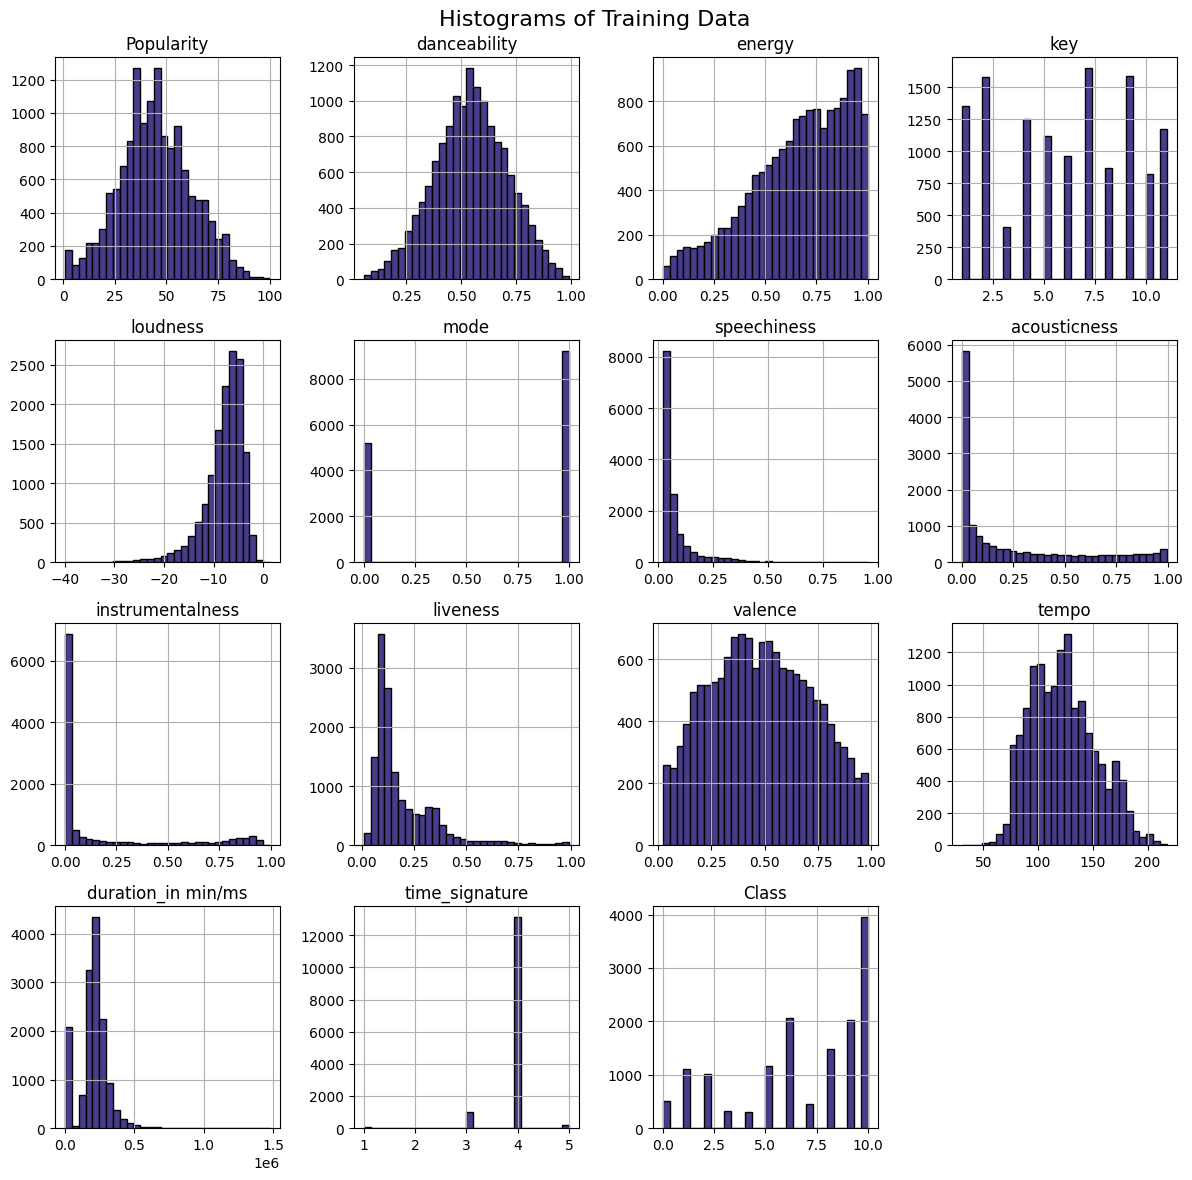 Histograms of Training Data
Popularity danceability energy key
1200 1000 800 600 400 200 0
0 25 50 75 100
1200 1000 800 600 400 200 0
0.25 0.50 0.75 1.00
800 600 400 200 0
0.00 0.25 0.50 0.75 1.00
1500 1250 1000 750 500 250 0
2.5 5.0 7.5 10.0
loudness mode speechiness acousticness
2500 2000 1500 1000 500 0
−40 −30 −20 −10 0
8000 6000 4000 2000 0
0.00 0.25 0.50 0.75 1.00
8000 6000 4000 2000 0
0.00 0.25 0.50 0.75 1.00
6000 5000 4000 3000 2000 1000 0
0.00 0.25 0.50 0.75 1.00
instrumentalness liveness valence tempo
6000 4000 2000 0
0.00 0.25 0.50 0.75 1.00
3000 2000 1000 0
0.00 0.25 0.50 0.75 1.00
600 400 200 0
0.00 0.25 0.50 0.75 1.00
1200 1000 800 600 400 200 0
50 100 150 200
duration_in min/ms time_signature Class
4000 3000 2000 1000 0
0.0 0.5 1.0 1.5
1e6
12000 10000 8000 6000 4000 2000 0
1 2 3 4 5
4000 3000 2000 1000 0
0.0 2.5 5.0 7.5 10.0